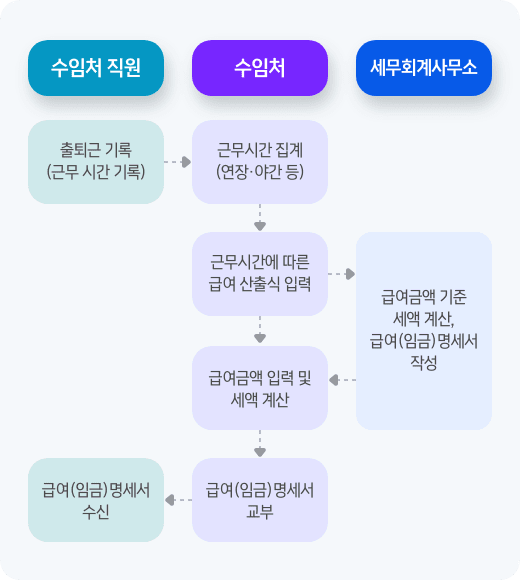 수임처 직원
수임처
세무회계사무소
출퇴근 기록
(근무 시간 기록)
근무시간 집계
(연장·야간 등)
근무시간에 따른
급여 산출식 입력
급여금액 기준
세액 계산,
급여(임금)명세서
작성
급여금액 입력 및
세액 계산
급여(임금)명세서
수신
급여(임금)명세서
교부